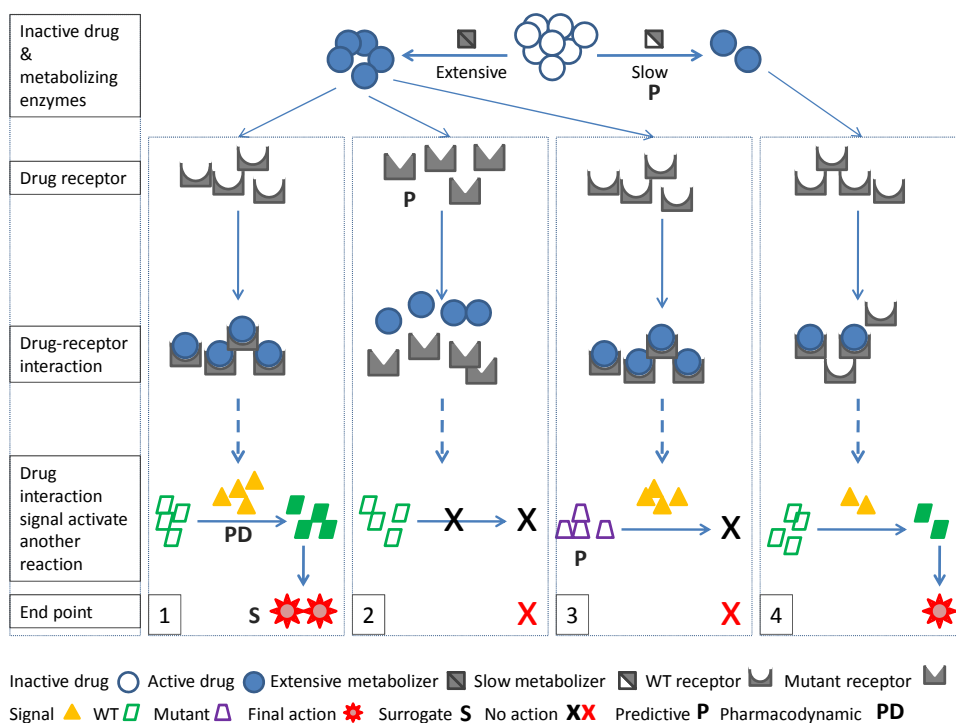 Inactive drug
&
metabolizing
enzymes
Extensive
Slow
P
Drug receptor
P
Drug-receptor
interaction
Drug
interaction
signal activate
another
reaction
PD
X
X
P
X
End point
1
S
2
X
3
X
4
Inactive drug Active drug Extensive metabolizer Slow metabolizer WT receptor Mutant receptor
Signal WT Mutant Final action Surrogate S No action XX Predictive P Pharmacodynamic PD